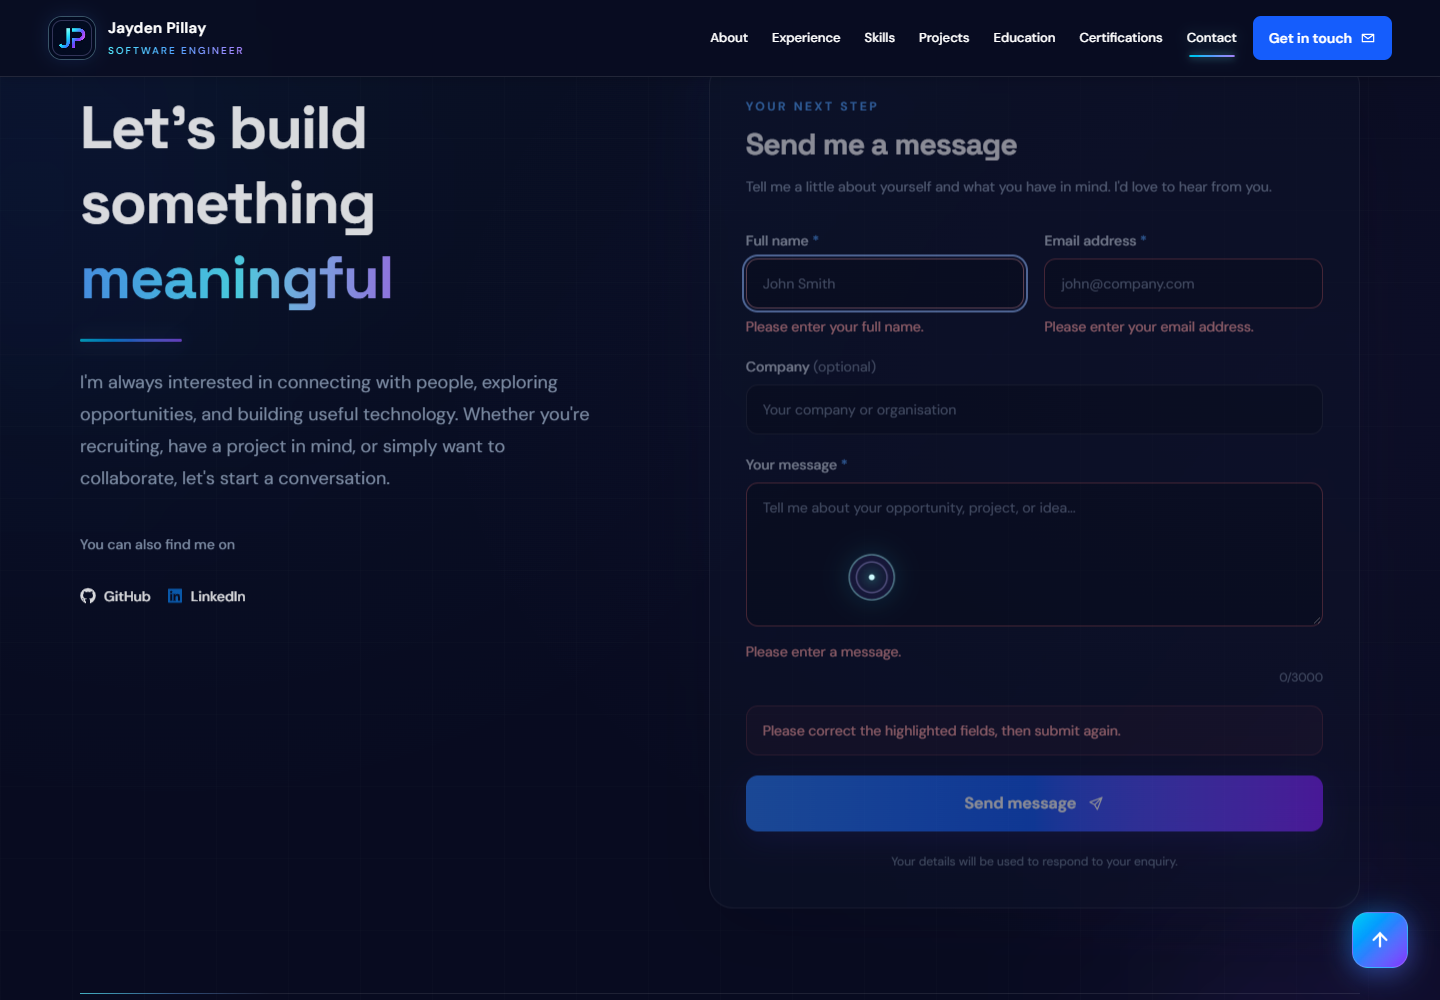 JP
Jayden Pillay
SOFTWARE ENGINEER
About
Experience
Skills
Projects
Education
Certifications
Contact
Get in touch
Let's build
something
meaningful
I'm always interested in connecting with people, exploring
opportunities, and building useful technology. Whether you're
recruiting, have a project in mind, or simply want to
collaborate, let's start a conversation.
You can also find me on
GitHub
LinkedIn
YOUR NEXT STEP
Send me a message
Tell me a little about yourself and what you have in mind. I'd love to hear from you.
Full name *
John Smith
Please enter your full name.
Email address *
john@company.com
Please enter your email address.
Company (optional)
Your company or organisation
Your message *
Tell me about your opportunity, project, or idea...
Please enter a message.
0/3000
Please correct the highlighted fields, then submit again.
Send message
Your details will be used to respond to your enquiry.